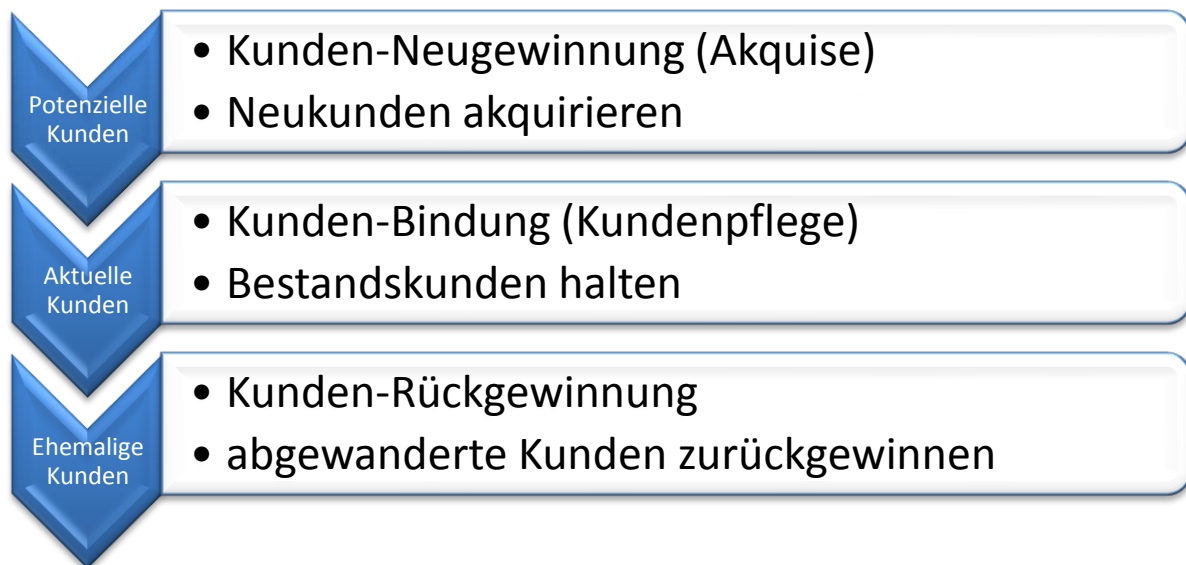 Potenzielle
Kunden
• Kunden-Neugewinnung (Akquise)
• Neukunden akquirieren
Aktuelle
Kunden
• Kunden-Bindung (Kundenpflege)
• Bestandskunden halten
Ehemalige
Kunden
• Kunden-Rückgewinnung
• abgewanderte Kunden zurückgewinnen